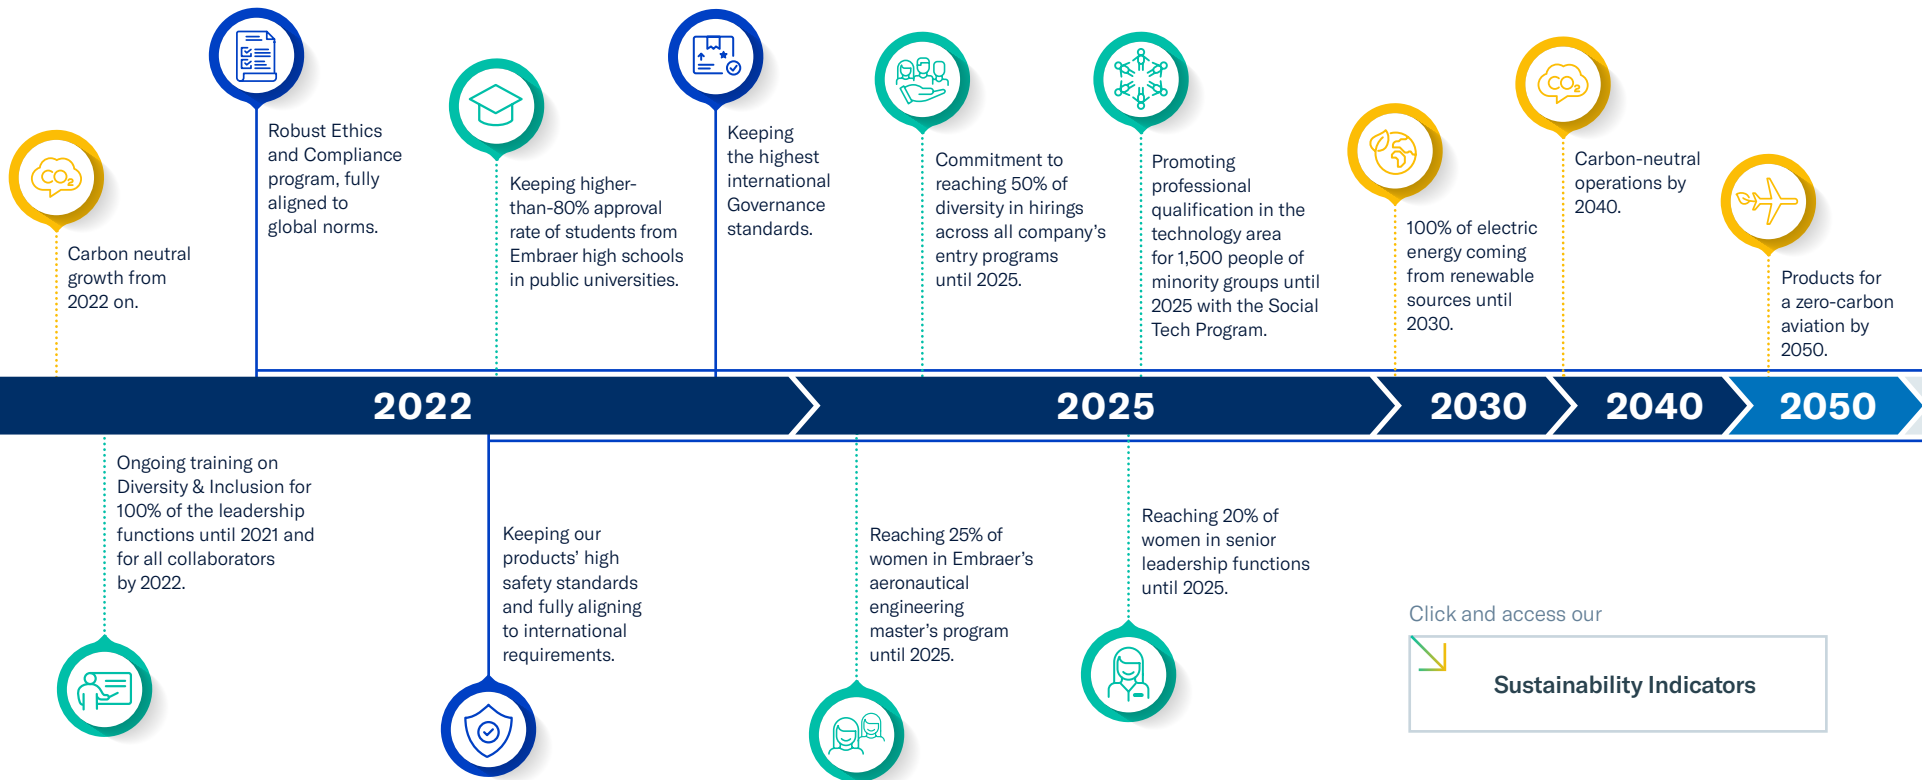 Carbon neutral
growth from
2022 on.
Robust Ethics
and Compliance
program, fully
aligned to
global norms.
Keeping higher-
than-80% approval
rate of students from
Embraer high schools
in public universities.
Keeping
the highest
international
Governance
standards.
Commitment to
reaching 50% of
diversity in hirings
across all company's
entry programs
until 2025.
Promoting
professional
qualification in the
technology area
for 1,500 people of
minority groups until
2025 with the Social
Tech Program.
100% of electric
energy coming
from renewable
sources until
2030.
Carbon-neutral
operations by
2040.
Products for
a zero-carbon
aviation by
2050.
CO₂
CO₂
2022
2025
2030
2040
2050
Ongoing training on
Diversity & Inclusion for
100% of the leadership
functions until 2021 and
for all collaborators
by 2022.
Keeping our
products' high
safety standards
and fully aligning
to international
requirements.
Reaching 25% of
women in Embraer's
aeronautical
engineering
master's program
until 2025.
Reaching 20% of
women in senior
leadership functions
until 2025.
Click and access our
Sustainability Indicators